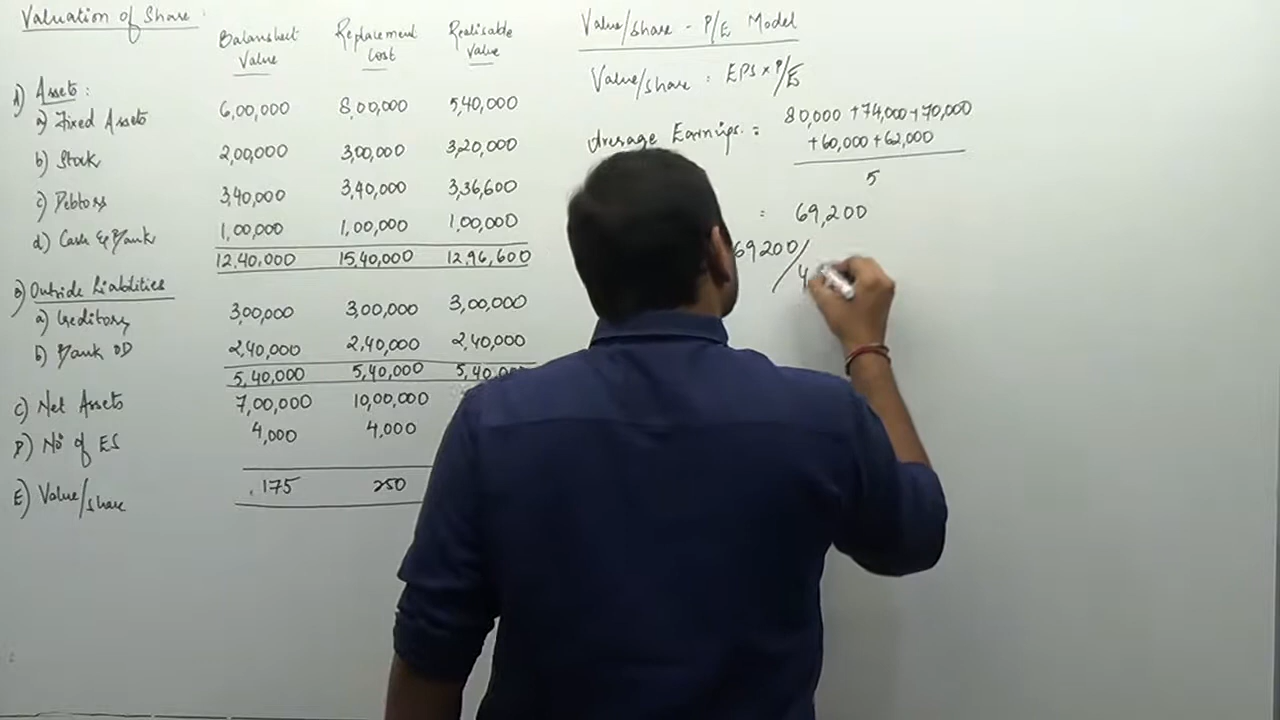 Valuation of Share:
Balansheet Value
Replacement Cost
Realisable Value
A) Assets:
a) Fixed Assets 6,00,000 8,00,000 5,40,000
b) Stock 2,00,000 3,00,000 3,20,000
c) Debtors 3,40,000 3,40,000 3,36,600
d) Cash & Bank 1,00,000 1,00,000 1,00,000
12,40,000 15,40,000 12,96,600
B) Outside Liabilities
a) Creditors 3,00,000 3,00,000 3,00,000
b) Bank OD 2,40,000 2,40,000 2,40,000
5,40,000 5,40,000 5,40,000
C) Net Assets 7,00,000 10,00,000
D) No of ES 4,000 4,000
E) Value/share 175 250
Value/share - P/E Model
Value/share : EPS × P/E
Average Earnings : 80,000 + 74,000 + 70,000
+ 60,000 + 62,000
5
: 69,200
69200/
4